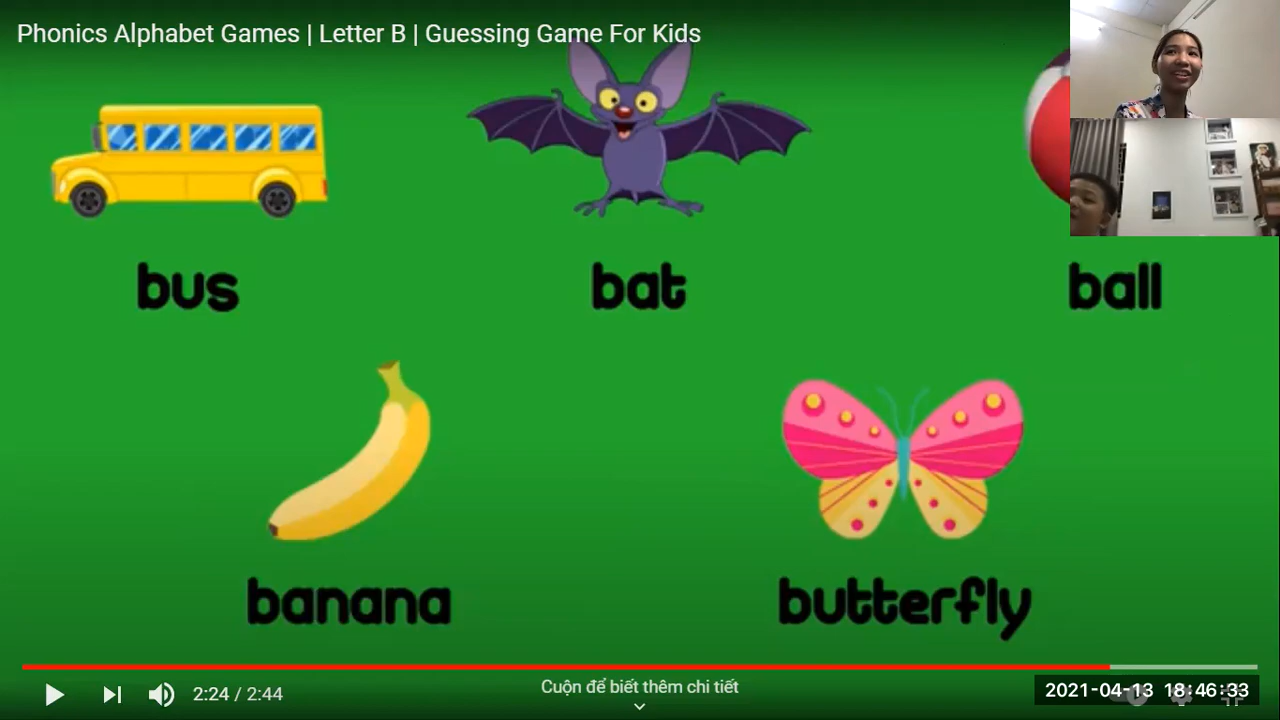 Phonics Alphabet Games | Letter B | Guessing Game For Kids
bus bat ball
banana butterfly
2:24 / 2:44
Cuộn để biết thêm chi tiết
2021-04-13 18:46:33